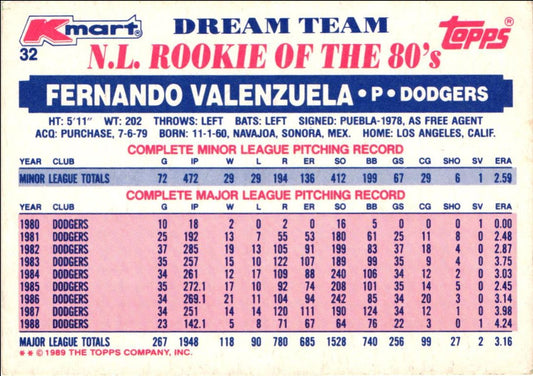 Kmart DREAM TEAM TOPPS®
32 N.L. ROOKIE OF THE 80's
FERNANDO VALENZUELA • P • DODGERS
HT: 5'11" WT: 202 THROWS: LEFT BATS: LEFT SIGNED: PUEBLA-1978, AS FREE AGENT
ACQ: PURCHASE, 7-6-79 BORN: 11-1-60, NAVAJOA, SONORA, MEX. HOME: LOS ANGELES, CALIF.
COMPLETE MINOR LEAGUE PITCHING RECORD
YEAR CLUB G IP W L R ER SO BB GS CG SHO SV ERA
MINOR LEAGUE TOTALS 72 472 29 29 194 136 412 199 67 29 6 1 2.59
COMPLETE MAJOR LEAGUE PITCHING RECORD
YEAR CLUB G IP W L R ER SO BB GS CG SHO SV ERA
1980 DODGERS 10 18 2 0 2 0 16 5 0 0 0 1 0.00
1981 DODGERS 25 192 13 7 55 53 180 61 25 11 8 0 2.48
1982 DODGERS 37 285 19 13 105 91 199 83 37 18 4 0 2.87
1983 DODGERS 35 257 15 10 122 107 189 99 35 9 4 0 3.75
1984 DODGERS 34 261 12 17 109 88 240 106 34 12 2 0 3.03
1985 DODGERS 35 272.1 17 10 92 74 208 101 35 14 5 0 2.45
1986 DODGERS 34 269.1 21 11 104 94 242 85 34 20 3 0 3.14
1987 DODGERS 34 251 14 14 120 111 190 124 34 12 1 0 3.98
1988 DODGERS 23 142.1 5 8 71 67 64 76 22 3 0 1 4.24
MAJOR LEAGUE TOTALS 267 1948 118 90 780 685 1528 740 256 99 27 2 3.16
** © 1989 THE TOPPS COMPANY, INC.